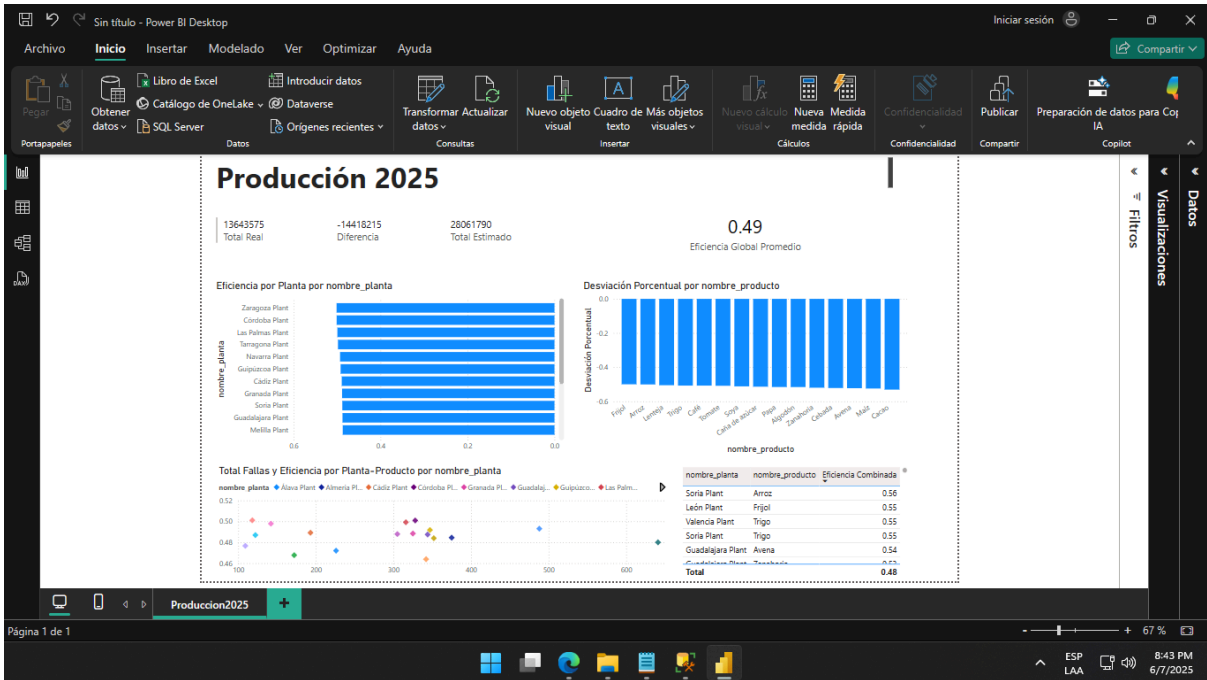 Sin título - Power BI Desktop
Iniciar sesión
Archivo Inicio Insertar Modelado Ver Optimizar Ayuda
Compartir
Pegar
Portapapeles
Obtener datos
Libro de Excel
Catálogo de OneLake
SQL Server
Introducir datos
Dataverse
Orígenes recientes
Datos
Transformar datos
Actualizar
Consultas
Nuevo objeto visual
Cuadro de texto
Más objetos visuales
Insertar
Nuevo cálculo visual
Nueva medida
Medida rápida
Cálculos
Confidencialidad
Confidencialidad
Publicar
Compartir
Preparación de datos para IA
Cop
Copilot
Producción 2025
13643575 -14418215 28061790
Total Real Diferencia Total Estimado
0.49
Eficiencia Global Promedio
Eficiencia por Planta por nombre_planta
nombre_planta
Zaragoza Plant
Córdoba Plant
Las Palmas Plant
Tarragona Plant
Navarra Plant
Guipúzcoa Plant
Cádiz Plant
Granada Plant
Soria Plant
Guadalajara Plant
Melilla Plant
0.6 0.4 0.2 0.0
Desviación Porcentual por nombre_producto
Desviación Porcentual
0.0
-0.2
-0.4
-0.6
Frijol Arroz Lenteja Trigo Café Tomate Soya Caña de azúcar Papa Algodón Zanahoria Cebada Avena Maíz Cacao
nombre_producto
Total Fallas y Eficiencia por Planta-Producto por nombre_planta
nombre_planta Álava Plant Almería Pl... Cádiz Plant Córdoba Pl... Granada Pl... Guadalaj... Guipúzco... Las Palm...
0.52
0.50
0.48
0.46
100 200 300 400 500 600
nombre_planta nombre_producto Eficiencia Combinada
Soria Plant Arroz 0.56
León Plant Frijol 0.55
Valencia Plant Trigo 0.55
Soria Plant Trigo 0.55
Guadalajara Plant Avena 0.54
Guadalajara Plant Zanahoria 0.53
Total 0.48
Filtros
Visualizaciones
Datos
Produccion2025
Página 1 de 1
67 %
ESP
LAA
8:43 PM
6/7/2025